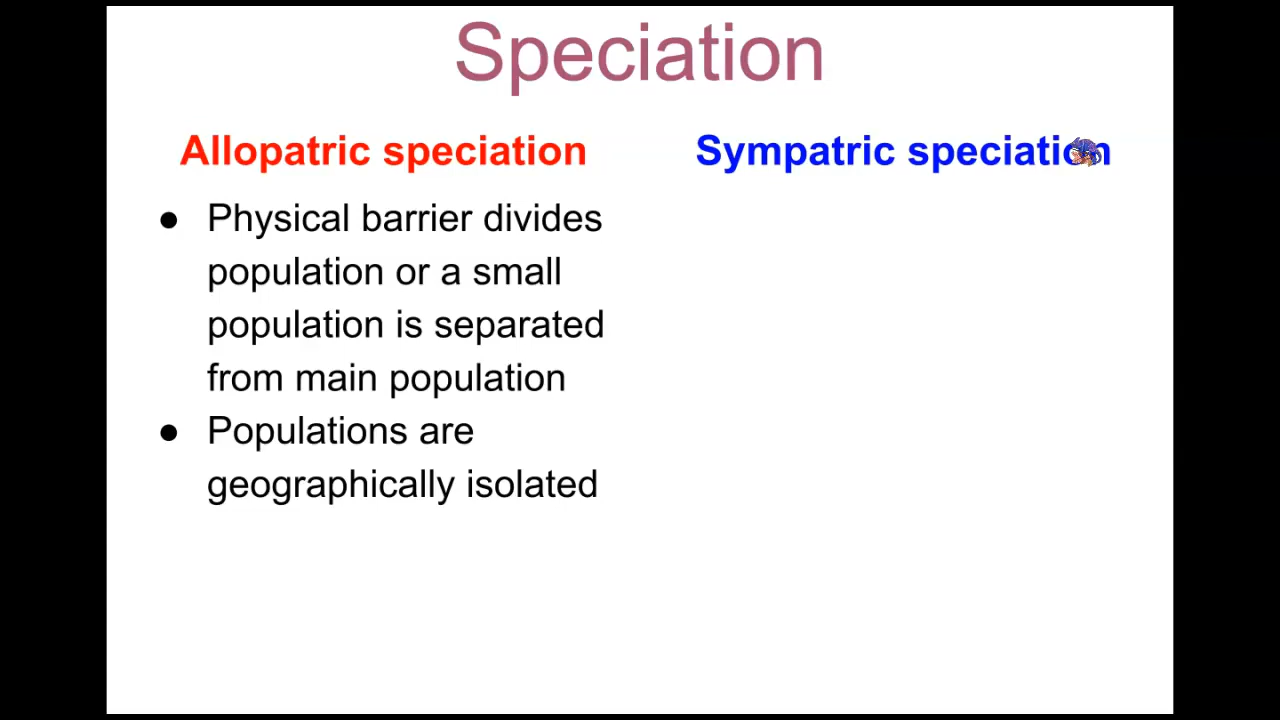 Speciation
Allopatric speciation
Sympatric speciation
● Physical barrier divides
population or a small
population is separated
from main population
● Populations are
geographically isolated